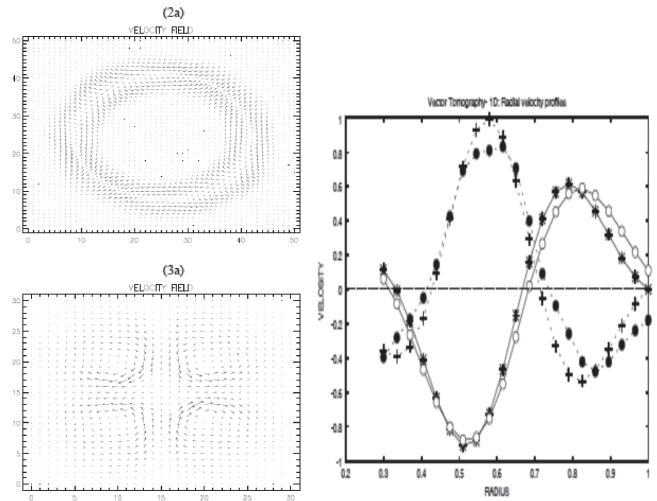 (2a)
VELOCITY FIELD
50
40
30
20
10
0
0 10 20 30 40 50
(3a)
VELOCITY FIELD
30
25
20
15
10
5
0
0 5 10 15 20 25 30
Vector Tomography- 1D: Radial velocity profiles
1
0.8
0.6
0.4
0.2
0
-0.2
-0.4
-0.6
-0.8
-1
VELOCITY
0.2 0.3 0.4 0.5 0.6 0.7 0.8 0.9 1
RADIUS